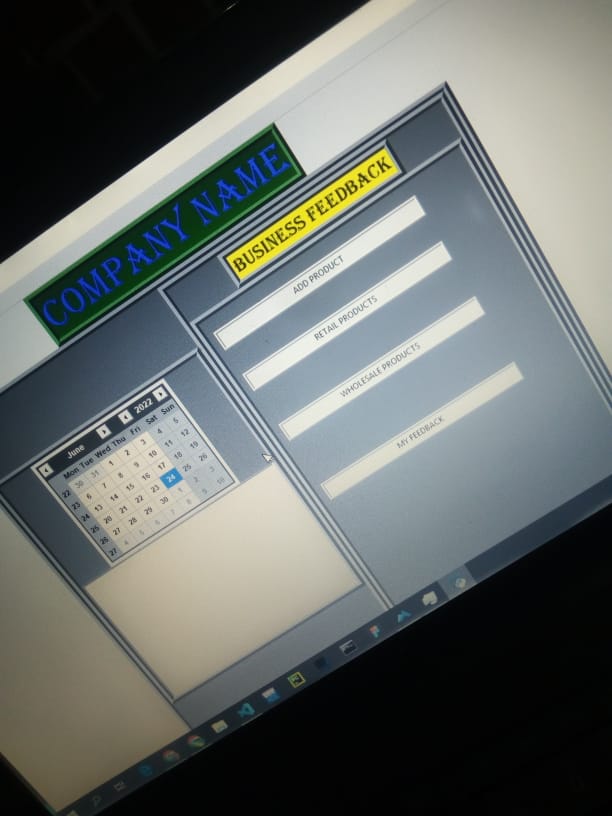 COMPANY NAME
BUSINESS FEEDBACK
ADD PRODUCT
RETAIL PRODUCTS
WHOLESALE PRODUCTS
MY FEEDBACK
June 2022
Mon Tue Wed Thu Fri Sat Sun
22 30 31 1 2 3 4 5
23 6 7 8 9 10 11 12
24 13 14 15 16 17 18 19
25 20 21 22 23 24 25 26
26 27 28 29 30 1 2 3
27 4 5 6 7 8 9 10